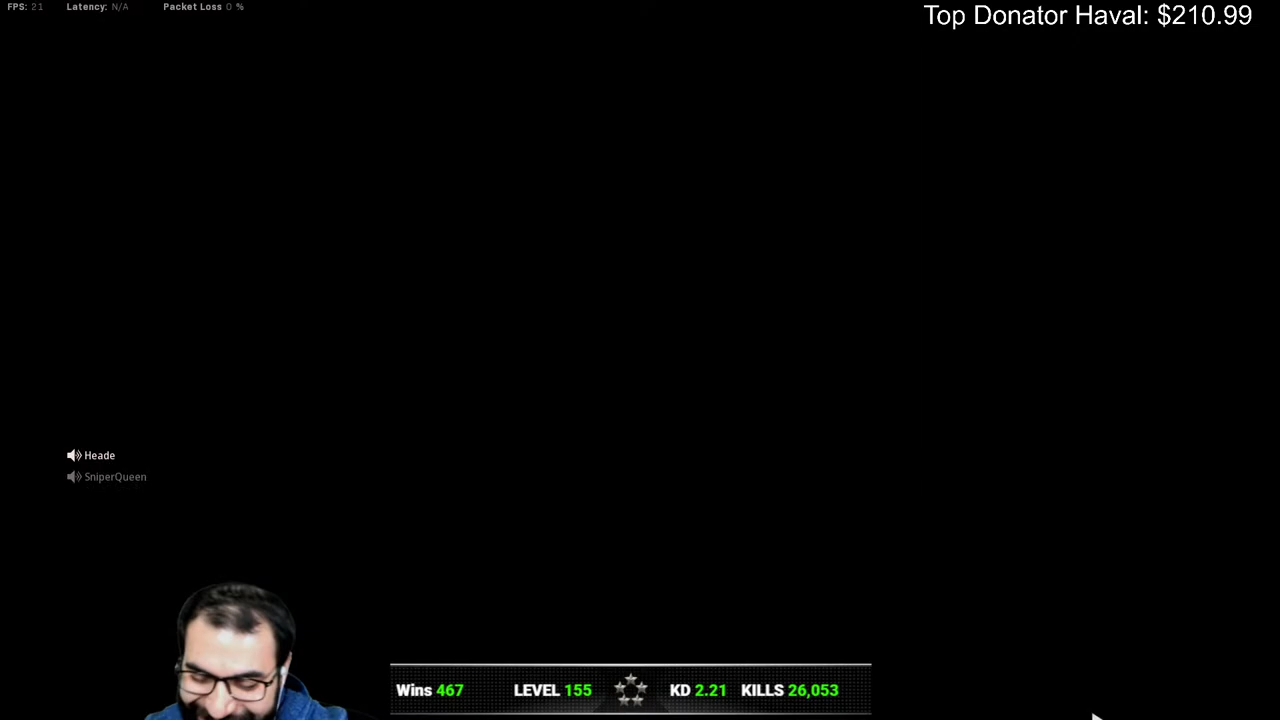 FPS: 21 Latency: N/A Packet Loss 0 %
Top Donator Haval: $210.99
Heade
SniperQueen
Wins 467 LEVEL 155 KD 2.21 KILLS 26,053